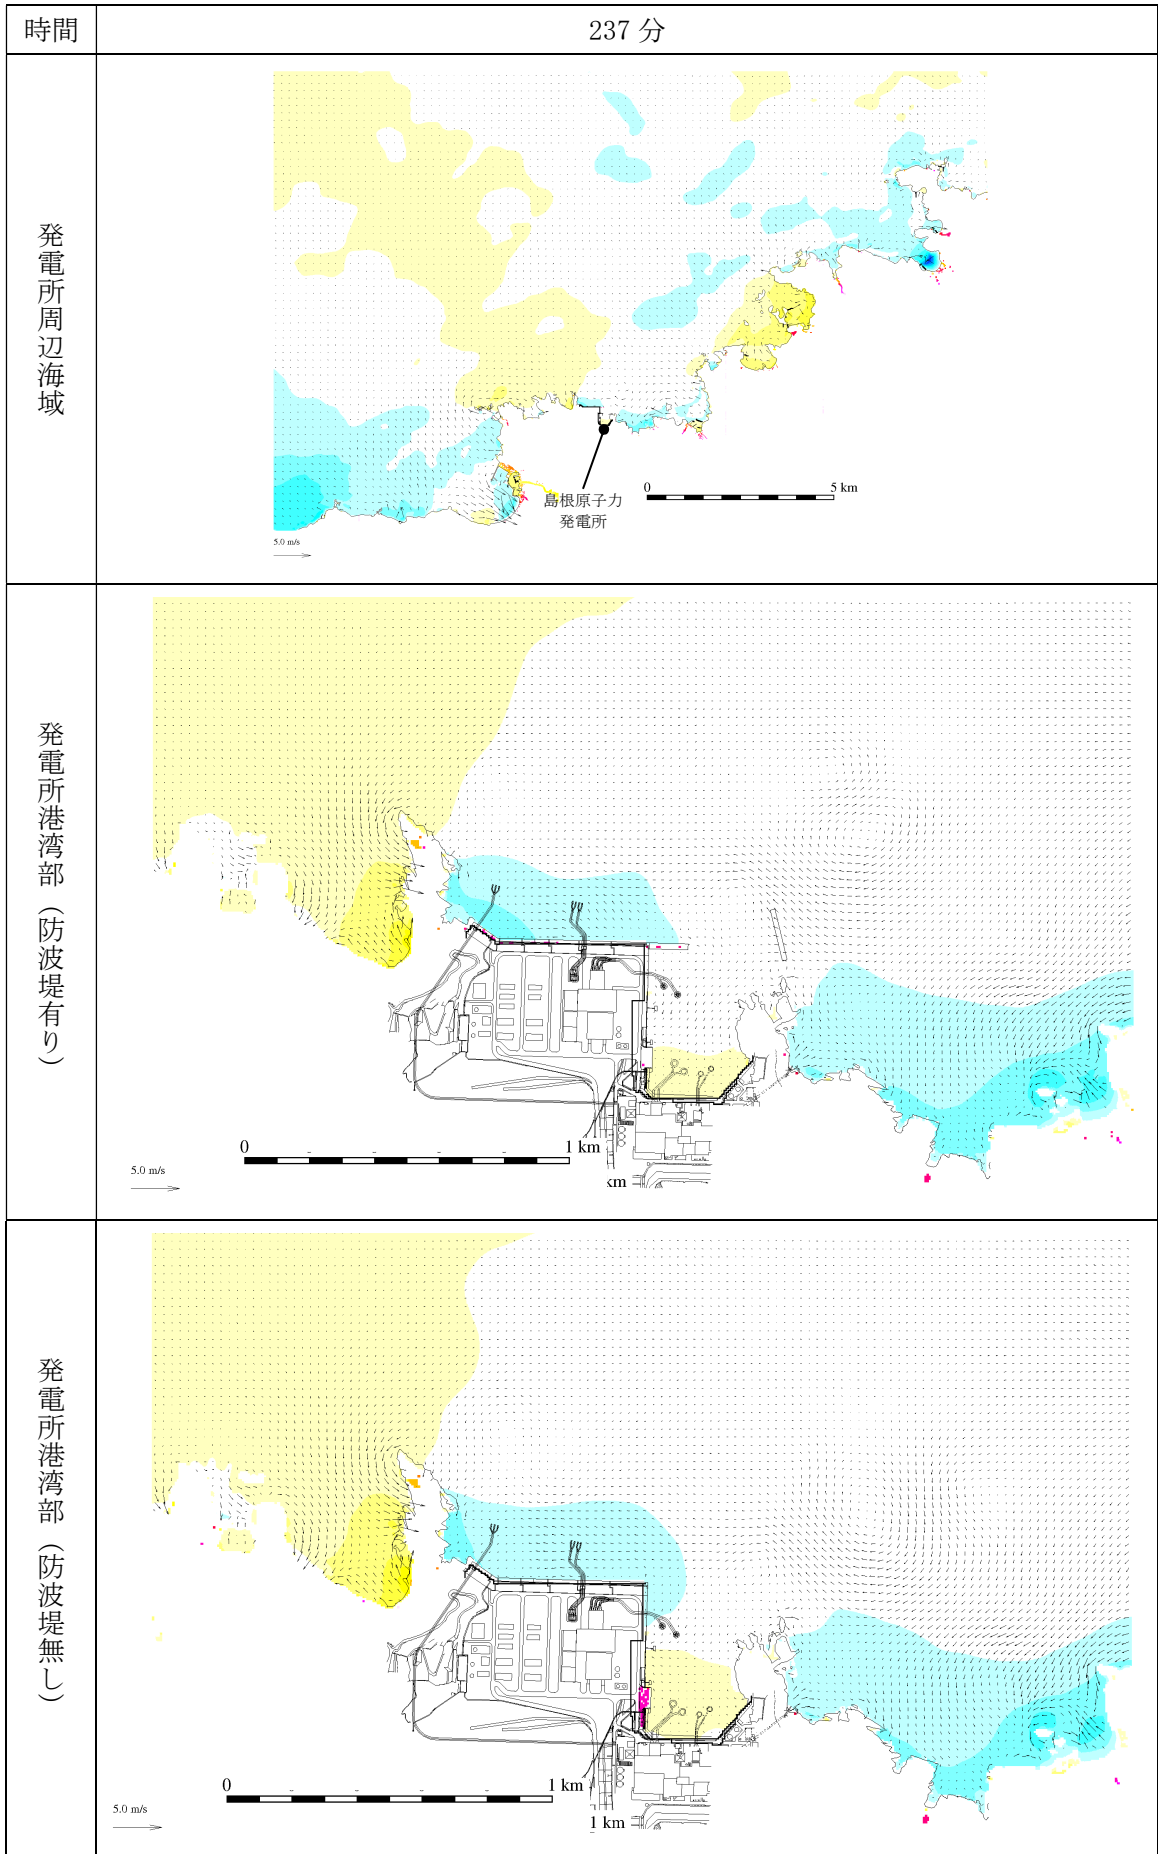 時間
237 分
発電所周辺海域
島根原子力
発電所
0
5 km
5.0 m/s
発電所港湾部（防波堤有り）
0
1 km
5.0 m/s
km
発電所港湾部（防波堤無し）
0
1 km
5.0 m/s
1 km